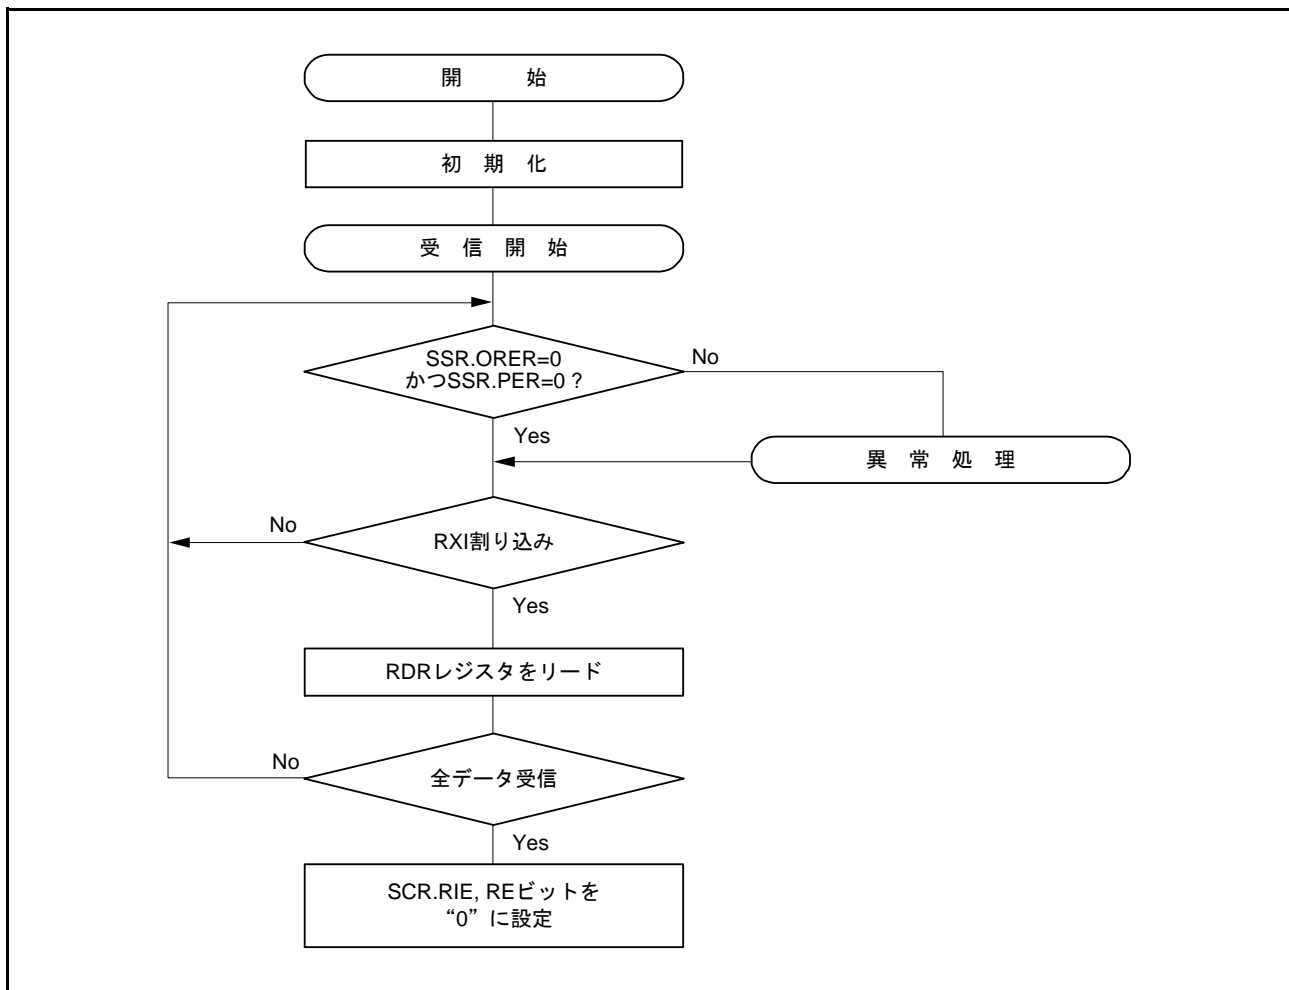 開始
初期化
受信開始
SSR.ORER=0
かつSSR.PER=0？
No
Yes
異常処理
No
RXI割り込み
Yes
RDRレジスタをリード
No
全データ受信
Yes
SCR.RIE, REビットを
“0”に設定